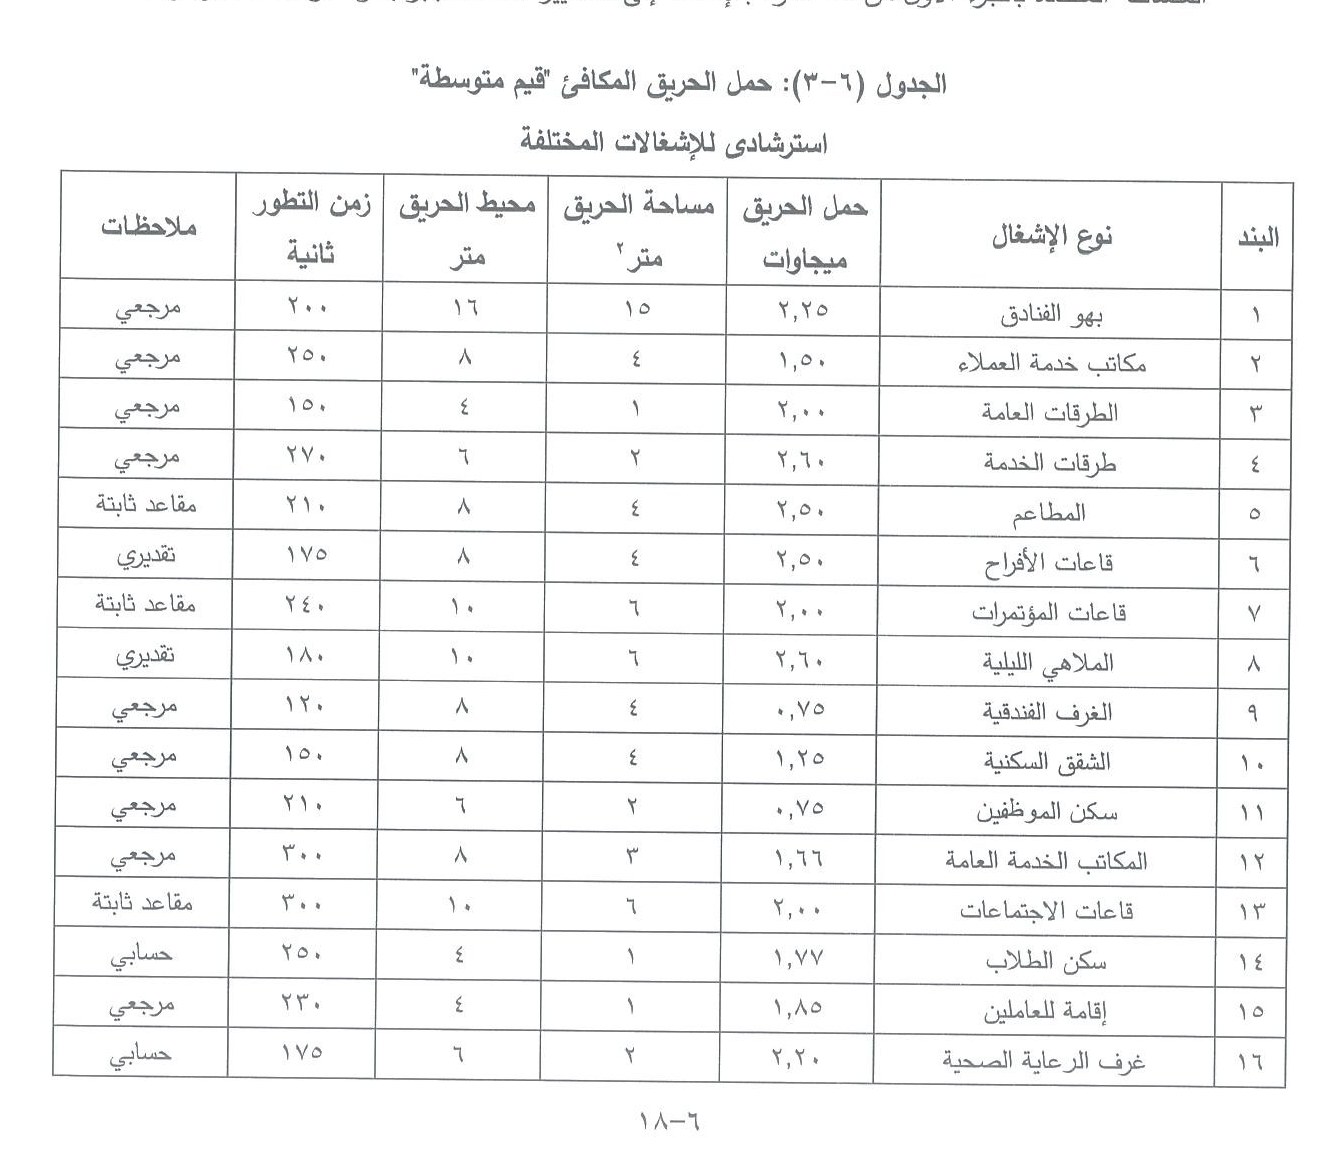 الجدول (٦-٣): حمل الحريق المكافئ "قيم متوسطة"
استرشادى للإشغالات المختلفة
البند نوع الإشغال حمل الحريق ميجاوات مساحة الحريق متر٢ محيط الحريق متر زمن التطور ثانية ملاحظات
١ بهو الفنادق ٢,٢٥ ١٥ ١٦ ٢٠٠ مرجعي
٢ مكاتب خدمة العملاء ١,٥٠ ٤ ٨ ٢٥٠ مرجعي
٣ الطرقات العامة ٢,٠٠ ١ ٤ ١٥٠ مرجعي
٤ طرقات الخدمة ٢,٦٠ ٢ ٦ ٢٧٠ مرجعي
٥ المطاعم ٢,٥٠ ٤ ٨ ٢١٠ مقاعد ثابتة
٦ قاعات الأفراح ٢,٥٠ ٤ ٨ ١٧٥ تقديري
٧ قاعات المؤتمرات ٢,٠٠ ٦ ١٠ ٢٤٠ مقاعد ثابتة
٨ الملاهي الليلية ٢,٦٠ ٦ ١٠ ١٨٠ تقديري
٩ الغرف الفندقية ٠,٧٥ ٤ ٨ ١٢٠ مرجعي
١٠ الشقق السكنية ١,٢٥ ٤ ٨ ١٥٠ مرجعي
١١ سكن الموظفين ٠,٧٥ ٢ ٦ ٢١٠ مرجعي
١٢ المكاتب الخدمة العامة ١,٦٦ ٣ ٨ ٣٠٠ مرجعي
١٣ قاعات الاجتماعات ٢,٠٠ ٦ ١٠ ٣٠٠ مقاعد ثابتة
١٤ سكن الطلاب ١,٧٧ ١ ٤ ٢٥٠ حسابي
١٥ إقامة للعاملين ١,٨٥ ١ ٤ ٢٣٠ مرجعي
١٦ غرف الرعاية الصحية ٢,٢٠ ٢ ٦ ١٧٥ حسابي
٦-١٨